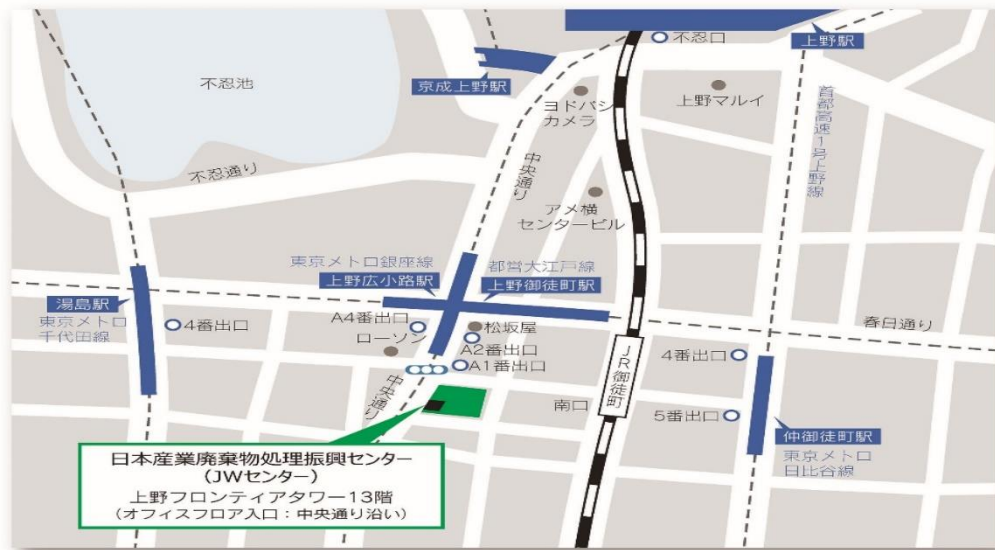 不忍口
上野駅
京成上野駅
不忍池
ヨドバシ
カメラ
上野マルイ
首都高速1号上野線
不忍通り
中央通り
アメ横
センタービル
東京メトロ銀座線
都営大江戸線
上野広小路駅
上野御徒町駅
湯島駅
東京メトロ
千代田線
4番出口
A4番出口
ローソン
松坂屋
A2番出口
A1番出口
春日通り
JR御徒町
4番出口
中央通り
南口
5番出口
仲御徒町駅
東京メトロ
日比谷線
日本産業廃棄物処理振興センター
(JWセンター)
上野フロンティアタワー13階
(オフィスフロア入口:中央通り沿い)